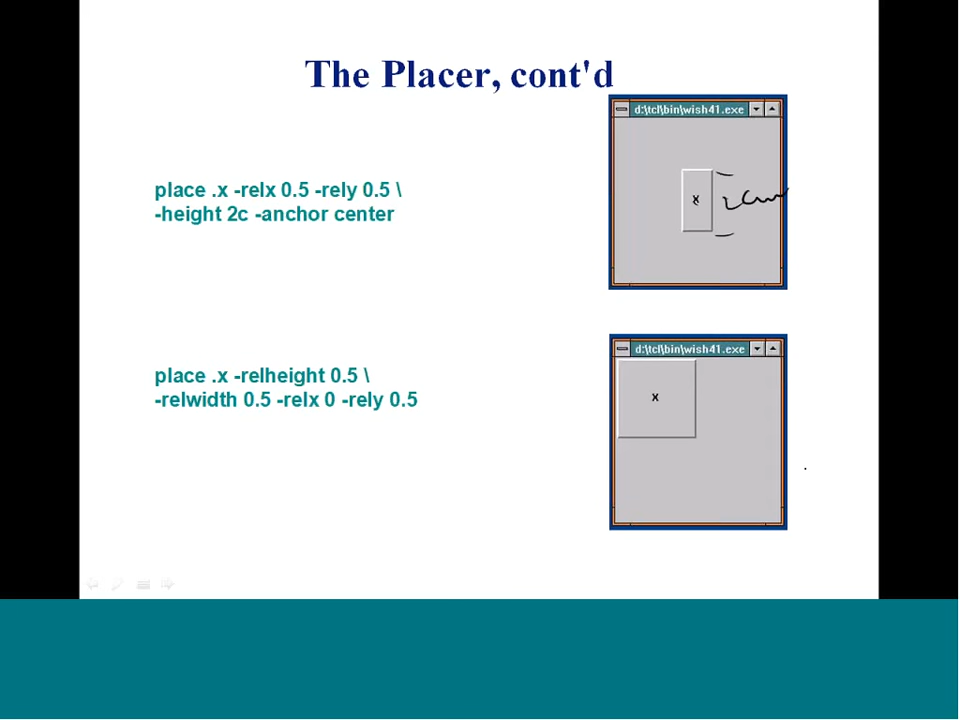 The Placer, cont'd
d:\tcl\bin\wish41.exe
place .x -relx 0.5 -rely 0.5 \
-height 2c -anchor center
x
2cm
d:\tcl\bin\wish41.exe
place .x -relheight 0.5 \
-relwidth 0.5 -relx 0 -rely 0.5
x